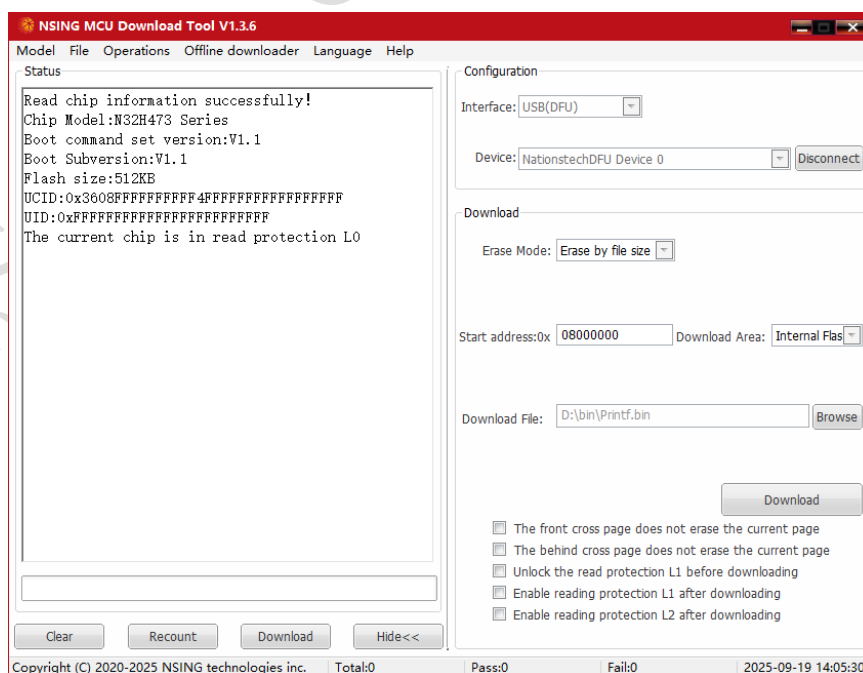 NSING MCU Download Tool V1.3.6
Model File Operations Offline downloader Language Help
Status
Read chip information successfully!
Chip Model:N32H473 Series
Boot command set version:V1.1
Boot Subversion:V1.1
Flash size:512KB
UCID:0x3608FFFFFFFFFF4FFFFFFFFFFFFFFFFF
UID:0xFFFFFFFFFFFFFFFFFFFFFFFF
The current chip is in read protection L0
Clear
Recount
Download
Hide<<
Configuration
Interface: USB(DFU)
Device: NationstechDFU Device 0
Disconnect
Download
Erase Mode: Erase by file size
Start address:0x 08000000 Download Area: Internal Flas
Download File: D:\bin\Printf.bin
Browse
Download
The front cross page does not erase the current page
The behind cross page does not erase the current page
Unlock the read protection L1 before downloading
Enable reading protection L1 after downloading
Enable reading protection L2 after downloading
Copyright (C) 2020-2025 NSING technologies inc. Total:0 Pass:0 Fail:0 2025-09-19 14:05:30